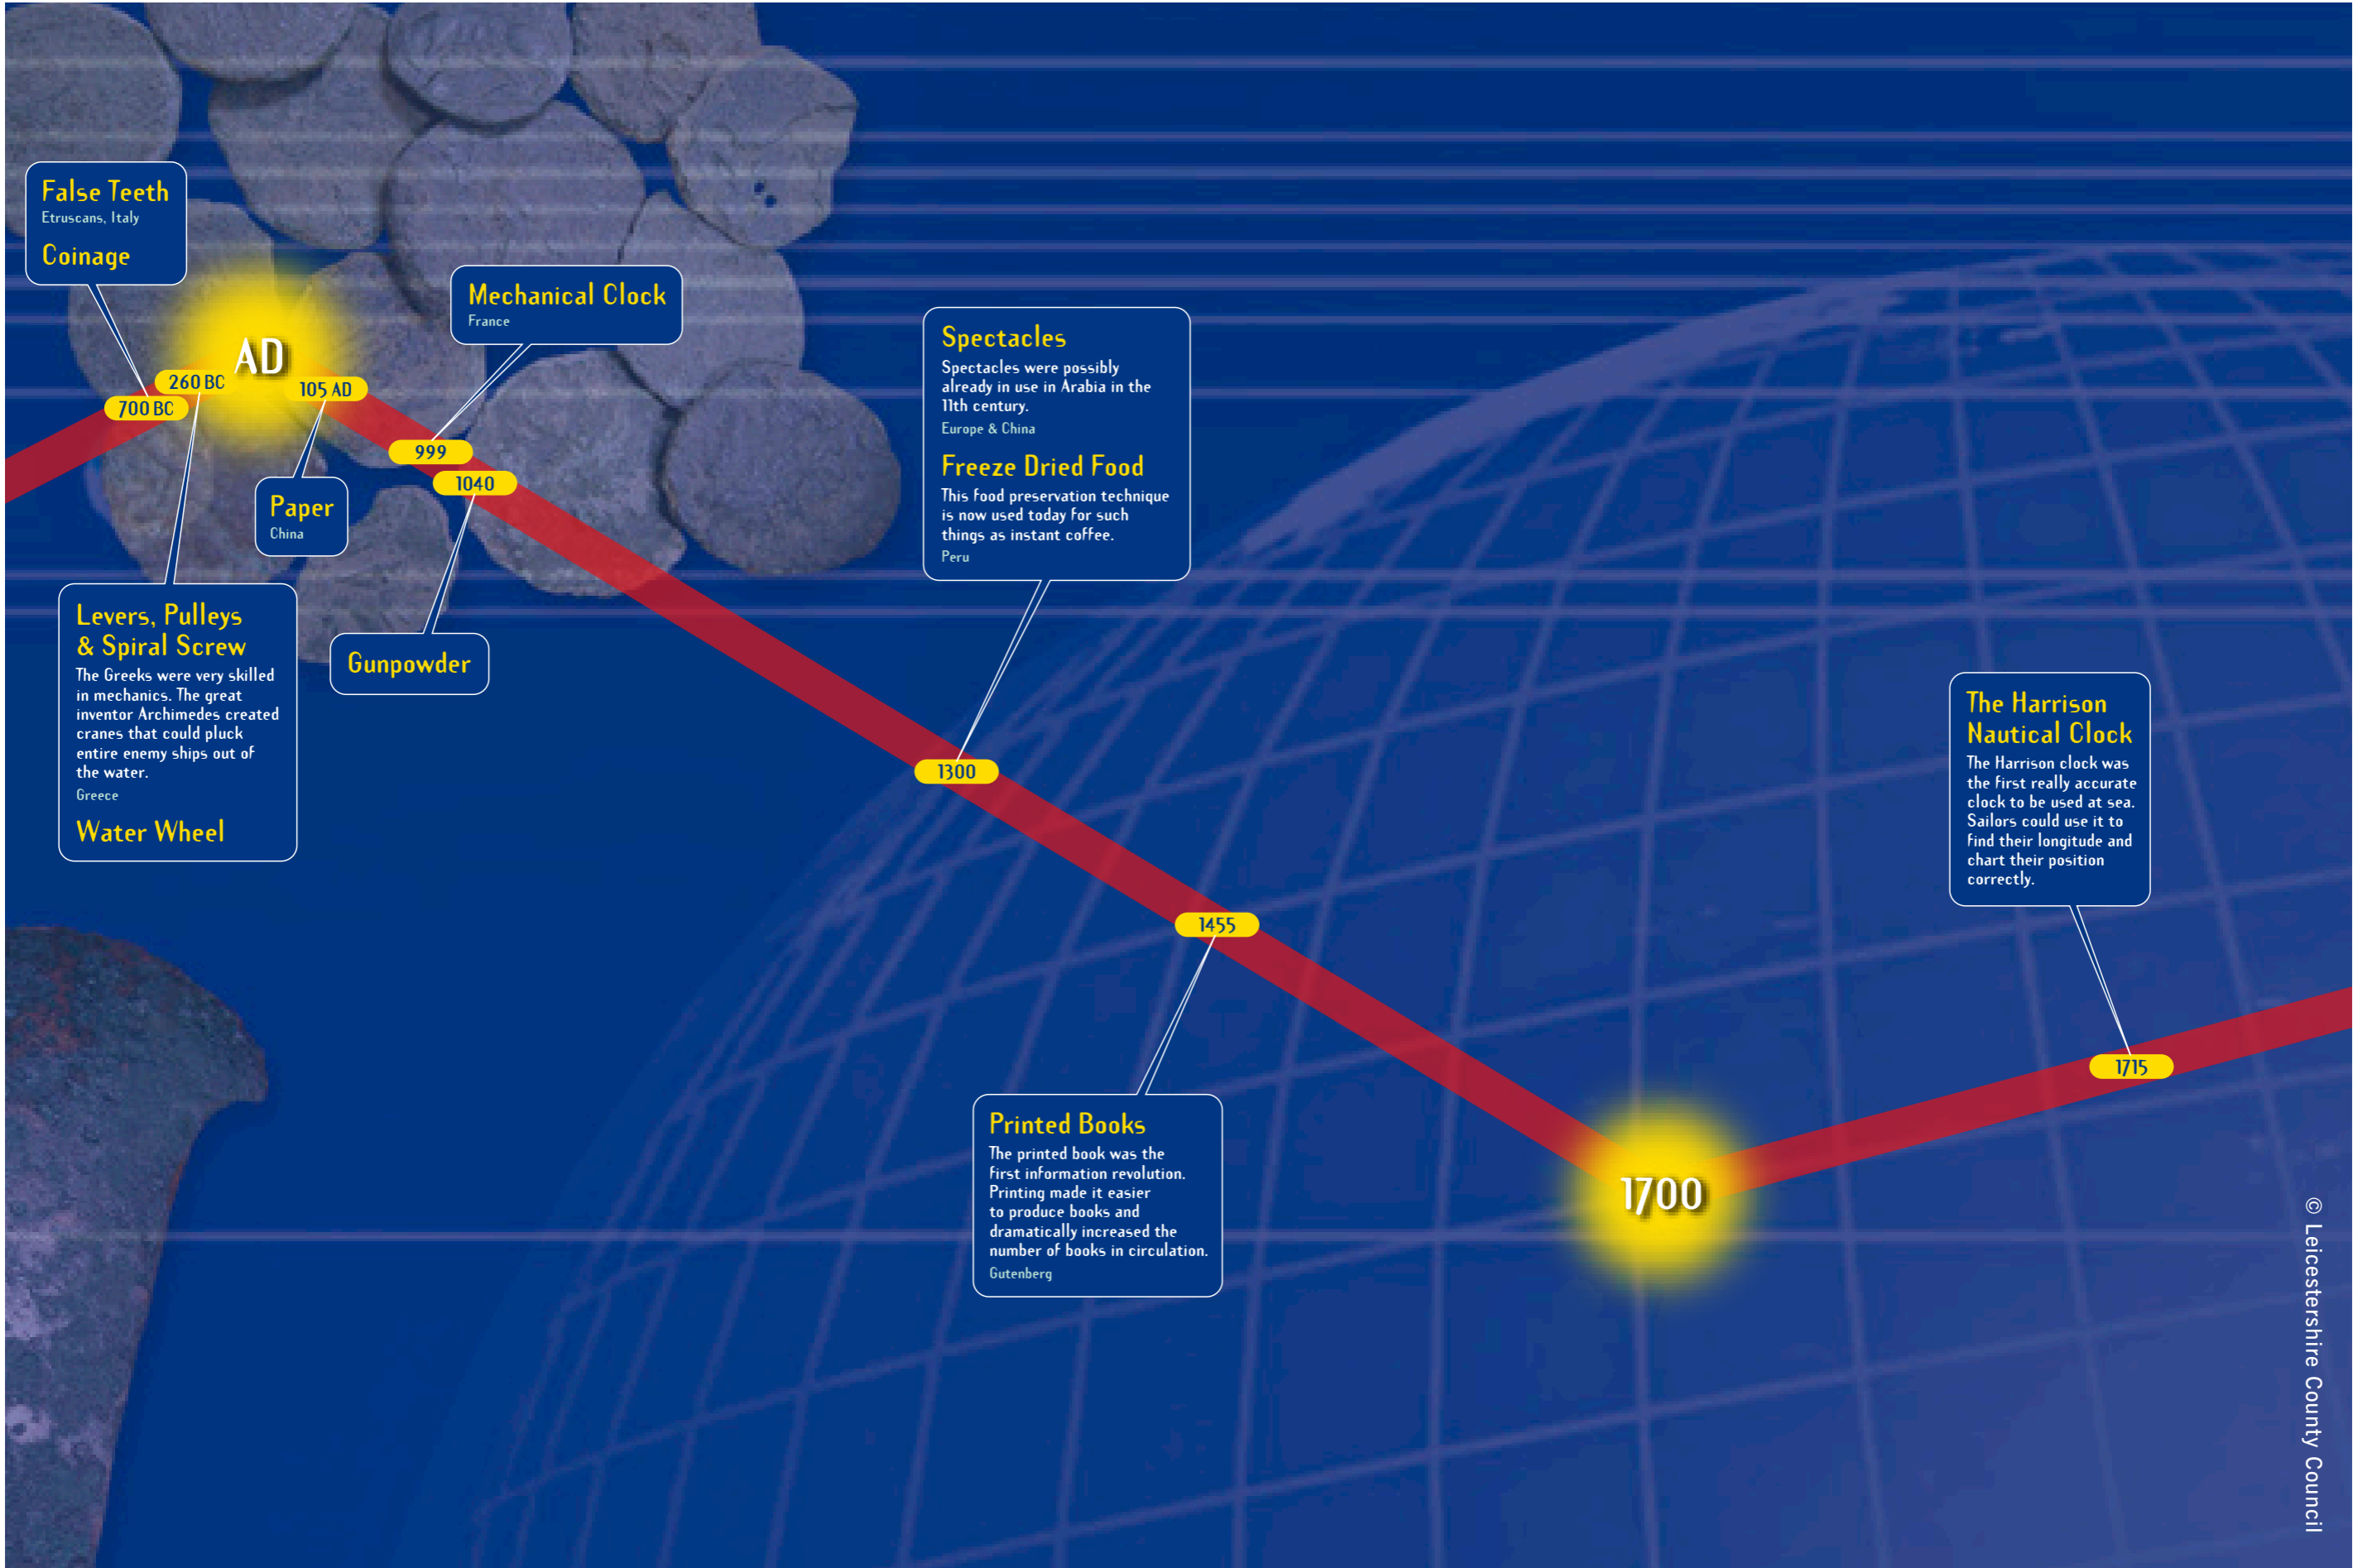 False Teeth
Etruscans, Italy
Coinage
700 BC
260 BC
AD
105 AD
Levers, Pulleys
& Spiral Screw
The Greeks were very skilled
in mechanics. The great
inventor Archimedes created
cranes that could pluck
entire enemy ships out of
the water.
Greece
Water Wheel
Paper
China
Mechanical Clock
France
999
1040
Gunpowder
Spectacles
Spectacles were possibly
already in use in Arabia in the
11th century.
Europe & China
Freeze Dried Food
This food preservation technique
is now used today for such
things as instant coffee.
Peru
1300
1455
Printed Books
The printed book was the
first information revolution.
Printing made it easier
to produce books and
dramatically increased the
number of books in circulation.
Gutenberg
1700
The Harrison
Nautical Clock
The Harrison clock was
the first really accurate
clock to be used at sea.
Sailors could use it to
find their longitude and
chart their position
correctly.
1715
© Leicestershire County Council